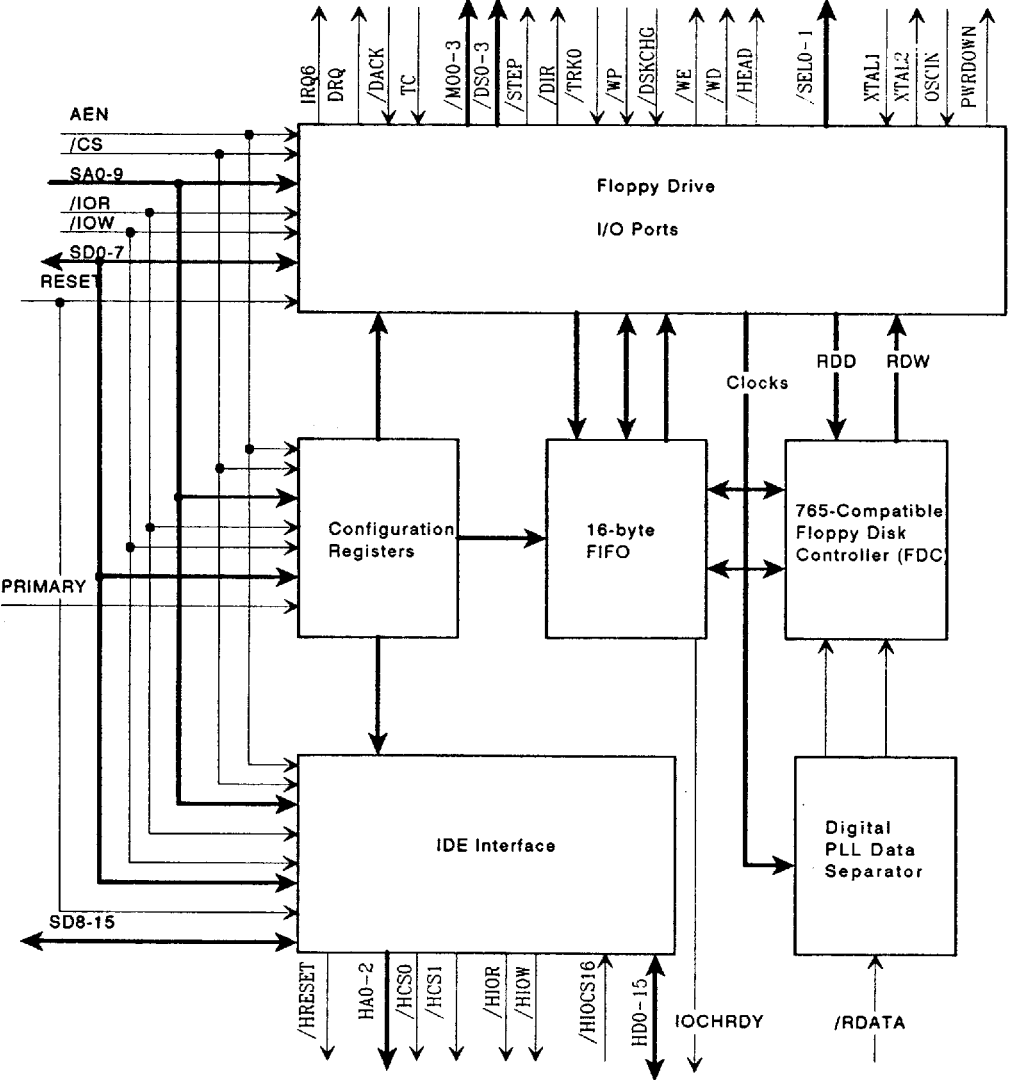 IRQ6
DRQ
/DACK
TC
/MO0-3
/DS0-3
/STEP
/DIR
/TRK0
/WP
/DSKCHG
/WE
/WD
/HEAD
/SEL0-1
XTAL1
XTAL2
OSCIN
PWRDOWN
AEN
/CS
SA0-9
/IOR
/IOW
SD0-7
RESET
Floppy Drive
I/O Ports
Clocks
RDD
RDW
Configuration
Registers
16-byte
FIFO
765-Compatible
Floppy Disk
Controller (FDC)
PRIMARY
IDE Interface
Digital
PLL Data
Separator
SD8-15
/HRESET
HA0-2
/HCS0
/HCS1
/HIOR
/HIOW
/HIOCS16
HD0-15
IOCHRDY
/RDATA